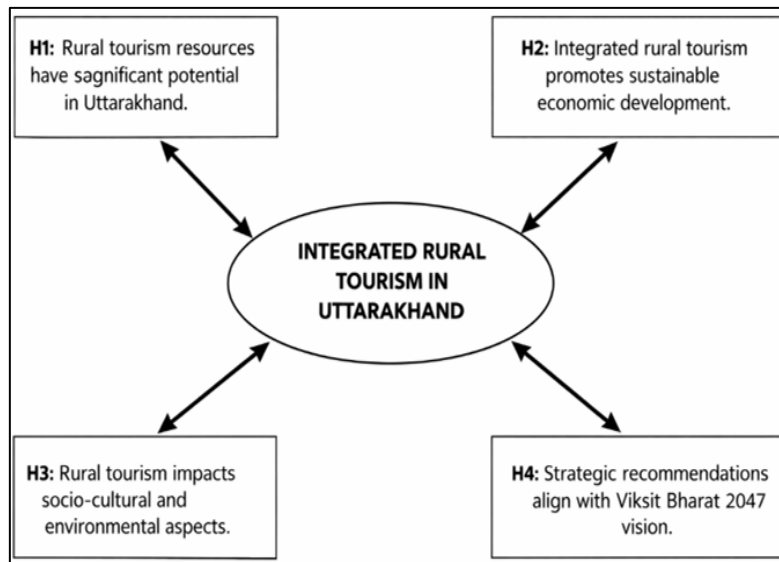 H1: Rural tourism resources
have sagnificant potential
in Uttarakhand.
H2: Integrated rural tourism
promotes sustainable
economic development.
INTEGRATED RURAL
TOURISM IN
UTTARAKHAND
H3: Rural tourism impacts
socio-cultural and
environmental aspects.
H4: Strategic recommendations
align with Viksit Bharat 2047
vision.